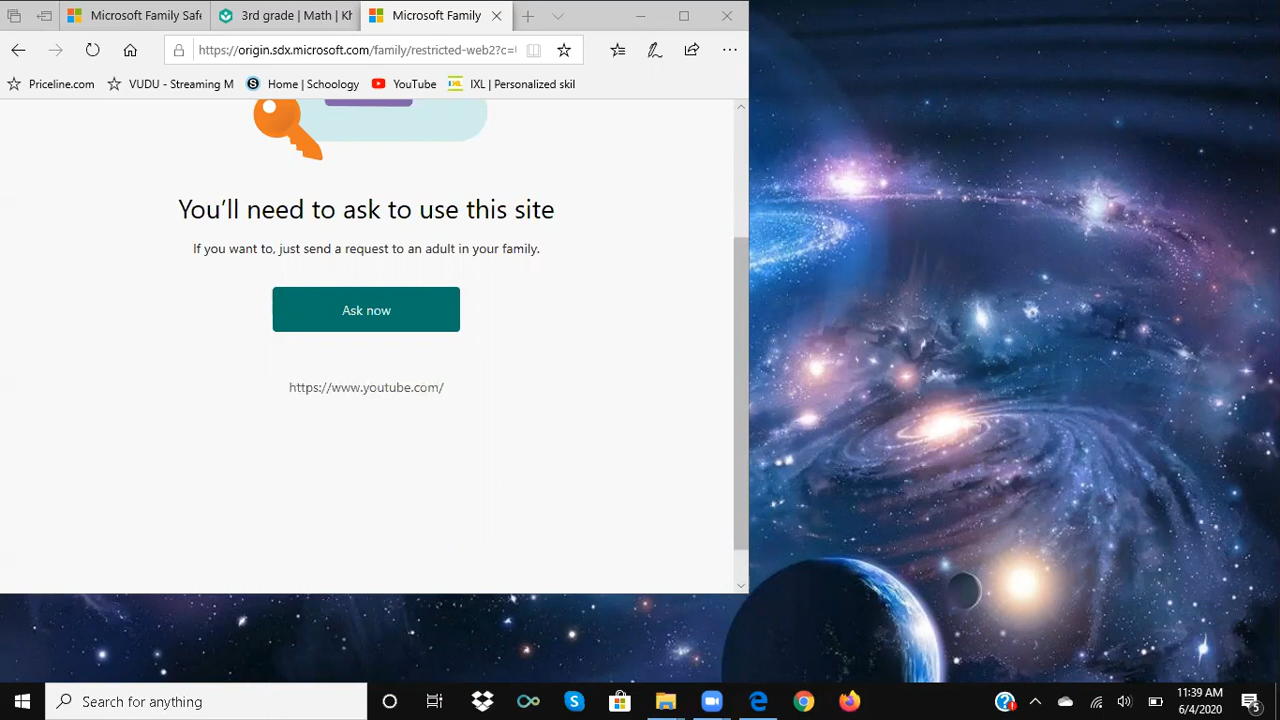 Microsoft Family Safe
3rd grade | Math | Kh
Microsoft Family
https://origin.sdx.microsoft.com/family/restricted-web2?c=
Priceline.com
VUDU - Streaming M
Home | Schoology
YouTube
IXL | Personalized skil
You'll need to ask to use this site
If you want to, just send a request to an adult in your family.
Ask now
https://www.youtube.com/
Search for anything
11:39 AM
6/4/2020
5